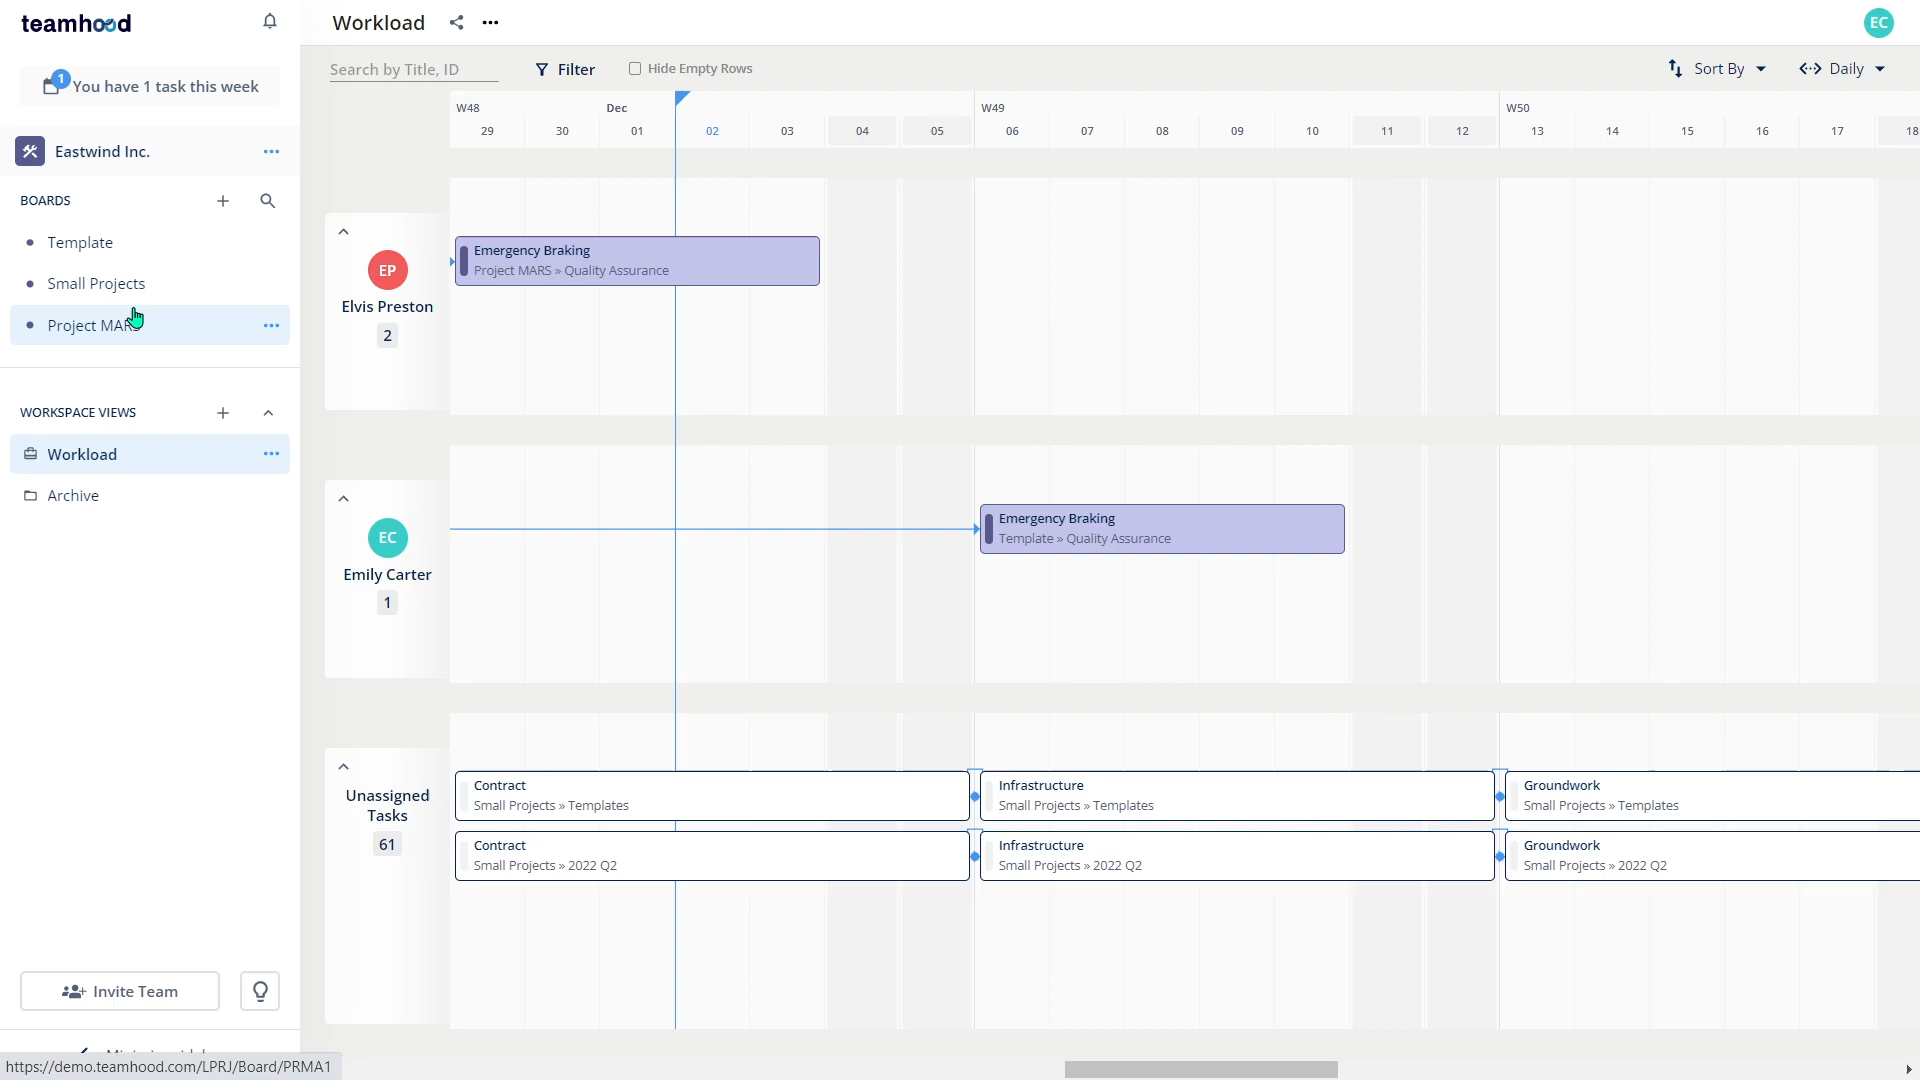 teamhood
1
You have 1 task this week
Eastwind Inc.
BOARDS
Template
Small Projects
Project MARS
WORKSPACE VIEWS
Workload
Archive
Invite Team
https://demo.teamhood.com/LPRJ/Board/PRMA1
Workload
EC
Search by Title, ID
Filter
Hide Empty Rows
Sort By
Daily
W48 Dec W49 W50
29 30 01 02 03 04 05 06 07 08 09 10 11 12 13 14 15 16 17 18
EP
Elvis Preston
2
Emergency Braking
Project MARS » Quality Assurance
EC
Emily Carter
1
Emergency Braking
Template » Quality Assurance
Unassigned
Tasks
61
Contract
Small Projects » Templates
Infrastructure
Small Projects » Templates
Groundwork
Small Projects » Templates
Contract
Small Projects » 2022 Q2
Infrastructure
Small Projects » 2022 Q2
Groundwork
Small Projects » 2022 Q2